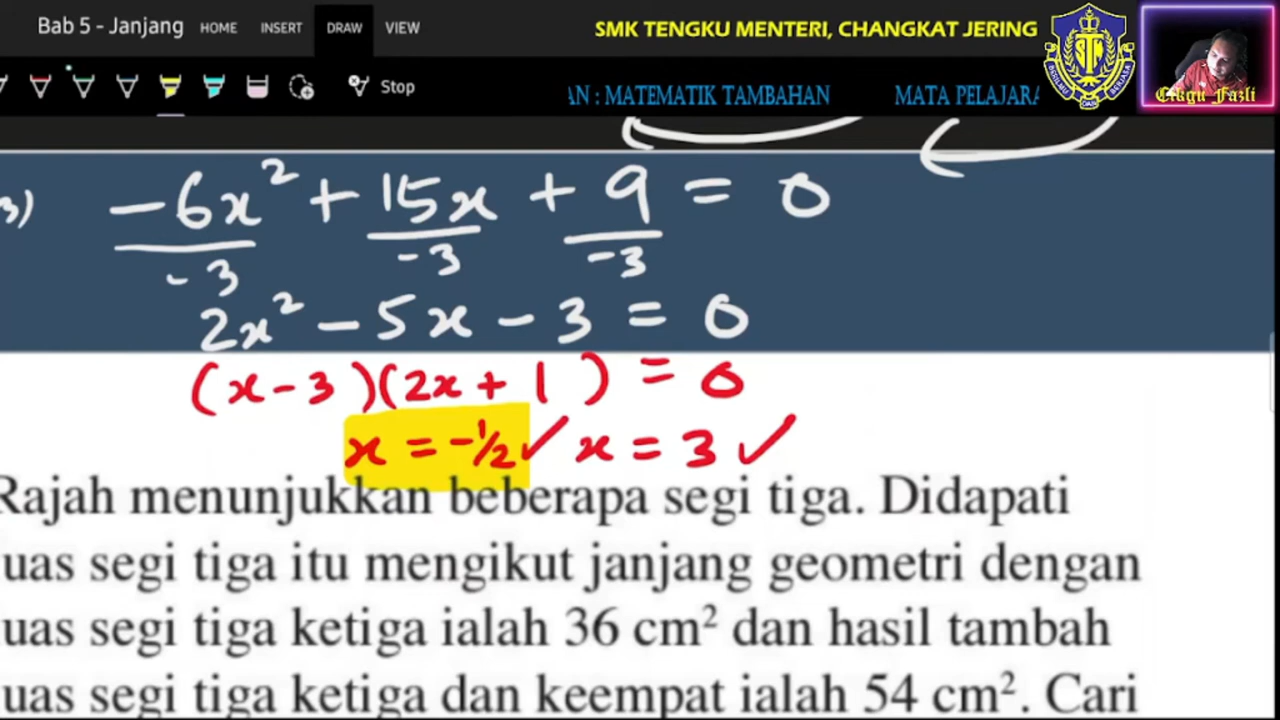 Bab 5 - Janjang HOME INSERT DRAW VIEW
SMK TENGKU MENTERI, CHANGKAT JERING
Stop
AN : MATEMATIK TAMBAHAN MATA PELAJARA
Cikgu Fazli
3)
-6x² + 15x + 9 = 0
-3 -3 -3
2x² - 5x - 3 = 0
(x - 3)(2x + 1) = 0
x = -1/2 ✓ x = 3 ✓
Rajah menunjukkan beberapa segi tiga. Didapati
uas segi tiga itu mengikut janjang geometri dengan
uas segi tiga ketiga ialah 36 cm² dan hasil tambah
uas segi tiga ketiga dan keempat ialah 54 cm². Cari